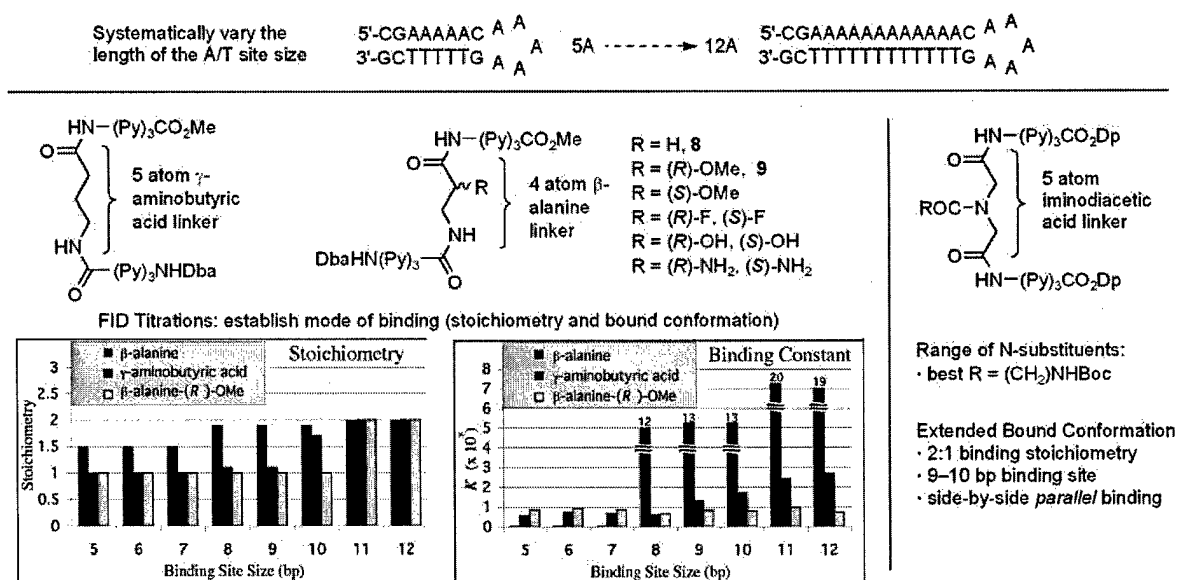 Systematically vary the
length of the A/T site size
5'-CGAAAAAC A A
3'-GCTTTTTG A A A
5A
12A
5'-CGAAAAAAAAAAAAC A A
3'-GCTTTTTTTTTTTTG A A A
HN–(Py)₃CO₂Me
O
5 atom γ-
aminobutyric
acid linker
HN
O
(Py)₃NHDba
HN–(Py)₃CO₂Me
O
R
NH
DbaHN(Py)₃
O
4 atom β-
alanine
linker
R = H, 8
R = (R)-OMe, 9
R = (S)-OMe
R = (R)-F, (S)-F
R = (R)-OH, (S)-OH
R = (R)-NH₂, (S)-NH₂
HN–(Py)₃CO₂Dp
O
ROC–N
O
HN–(Py)₃CO₂Dp
5 atom
iminodiacetic
acid linker
FID Titrations: establish mode of binding (stoichiometry and bound conformation)
β-alanine
γ-aminobutyric acid
β-alanine-(R )-OMe
Stoichiometry
Stoichiometry
3
2.5
2
1.5
1
0.5
0
5 6 7 8 9 10 11 12
Binding Site Size (bp)
β-alanine
γ-aminobutyric acid
β-alanine-(R )-OMe
Binding Constant
8
7
6
5
4
3
2
1
0
12 13 13 20 19
5 6 7 8 9 10 11 12
Binding Site Size (bp)
Range of N-substituents:
· best R = (CH₂)NHBoc
Extended Bound Conformation
· 2:1 binding stoichiometry
· 9–10 bp binding site
· side-by-side parallel binding